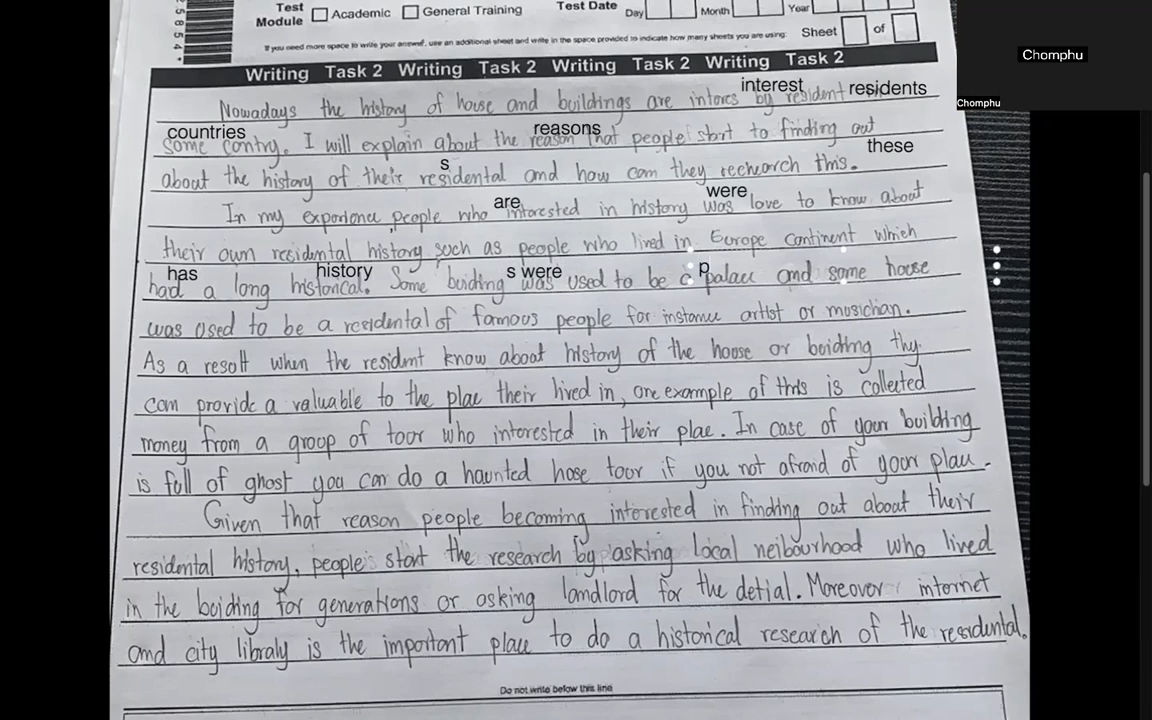 Test Module Academic General Training Test Date Day Month Year
If you need more space to write your answer, use an additional sheet and write in the space provided to indicate how many sheets you are using: Sheet of
Chomphu
Chomphu
Writing Task 2 Writing Task 2 Writing Task 2 Writing Task 2
interest residents
Nowadays the history of house and buildings are inters by resident
countries reasons
some contry. I will explain about the reason that people start to finding out
s these
about the history of their residental and how can they recheorch this.
are were
In my experience, people who interested in history was love to know about
their own residental history such as people who lived in Europe continent which
has history s were p
had a long historical. Some buiding was used to be a palace and some house
was used to be a residental of famous people for instance artist or musichian.
As a result when the resident know about history of the house or buiding thy
can provide a valuable to the place their lived in, one example of this is collected
money from a group of tour who interested in their place. In case of your building
is full of ghost you can do a haunted hose tour if you not afraid of your place.
Given that reason people becoming interested in finding out about their
residental history, people start the research by asking local neibourhood who lived
in the buiding for generations or asking landlord for the detial. Moreover internet
and city libraly is the important place to do a historical research of the residental.
Do not write below this line